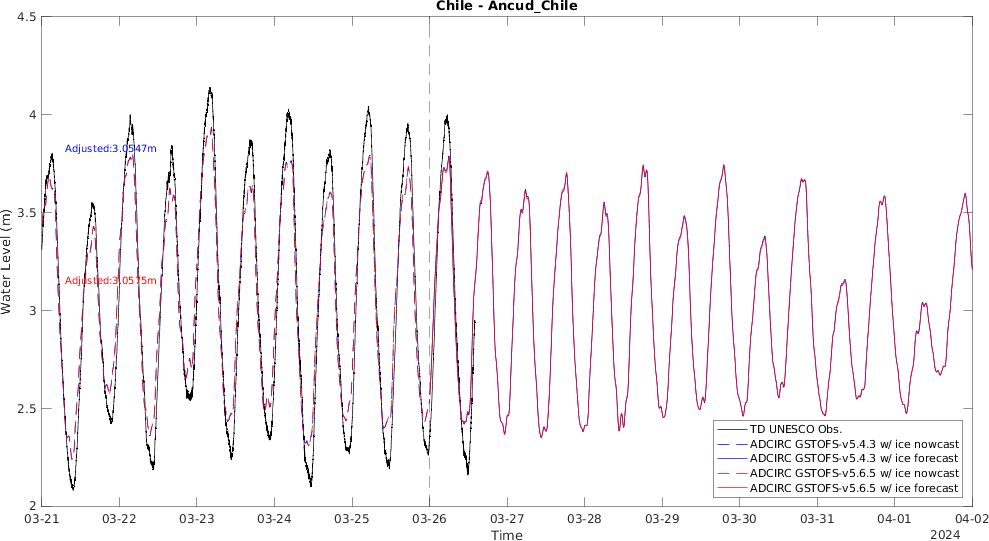 Chile - Ancud_Chile
Water Level (m)
4.5
4
3.5
3
2.5
2
Adjusted:3.0547m
Adjusted:3.0575m
TD UNESCO Obs.
ADCIRC GSTOFS-v5.4.3 w/ ice nowcast
ADCIRC GSTOFS-v5.4.3 w/ ice forecast
ADCIRC GSTOFS-v5.6.5 w/ ice nowcast
ADCIRC GSTOFS-v5.6.5 w/ ice forecast
03-21 03-22 03-23 03-24 03-25 03-26 03-27 03-28 03-29 03-30 03-31 04-01 04-02
Time
2024